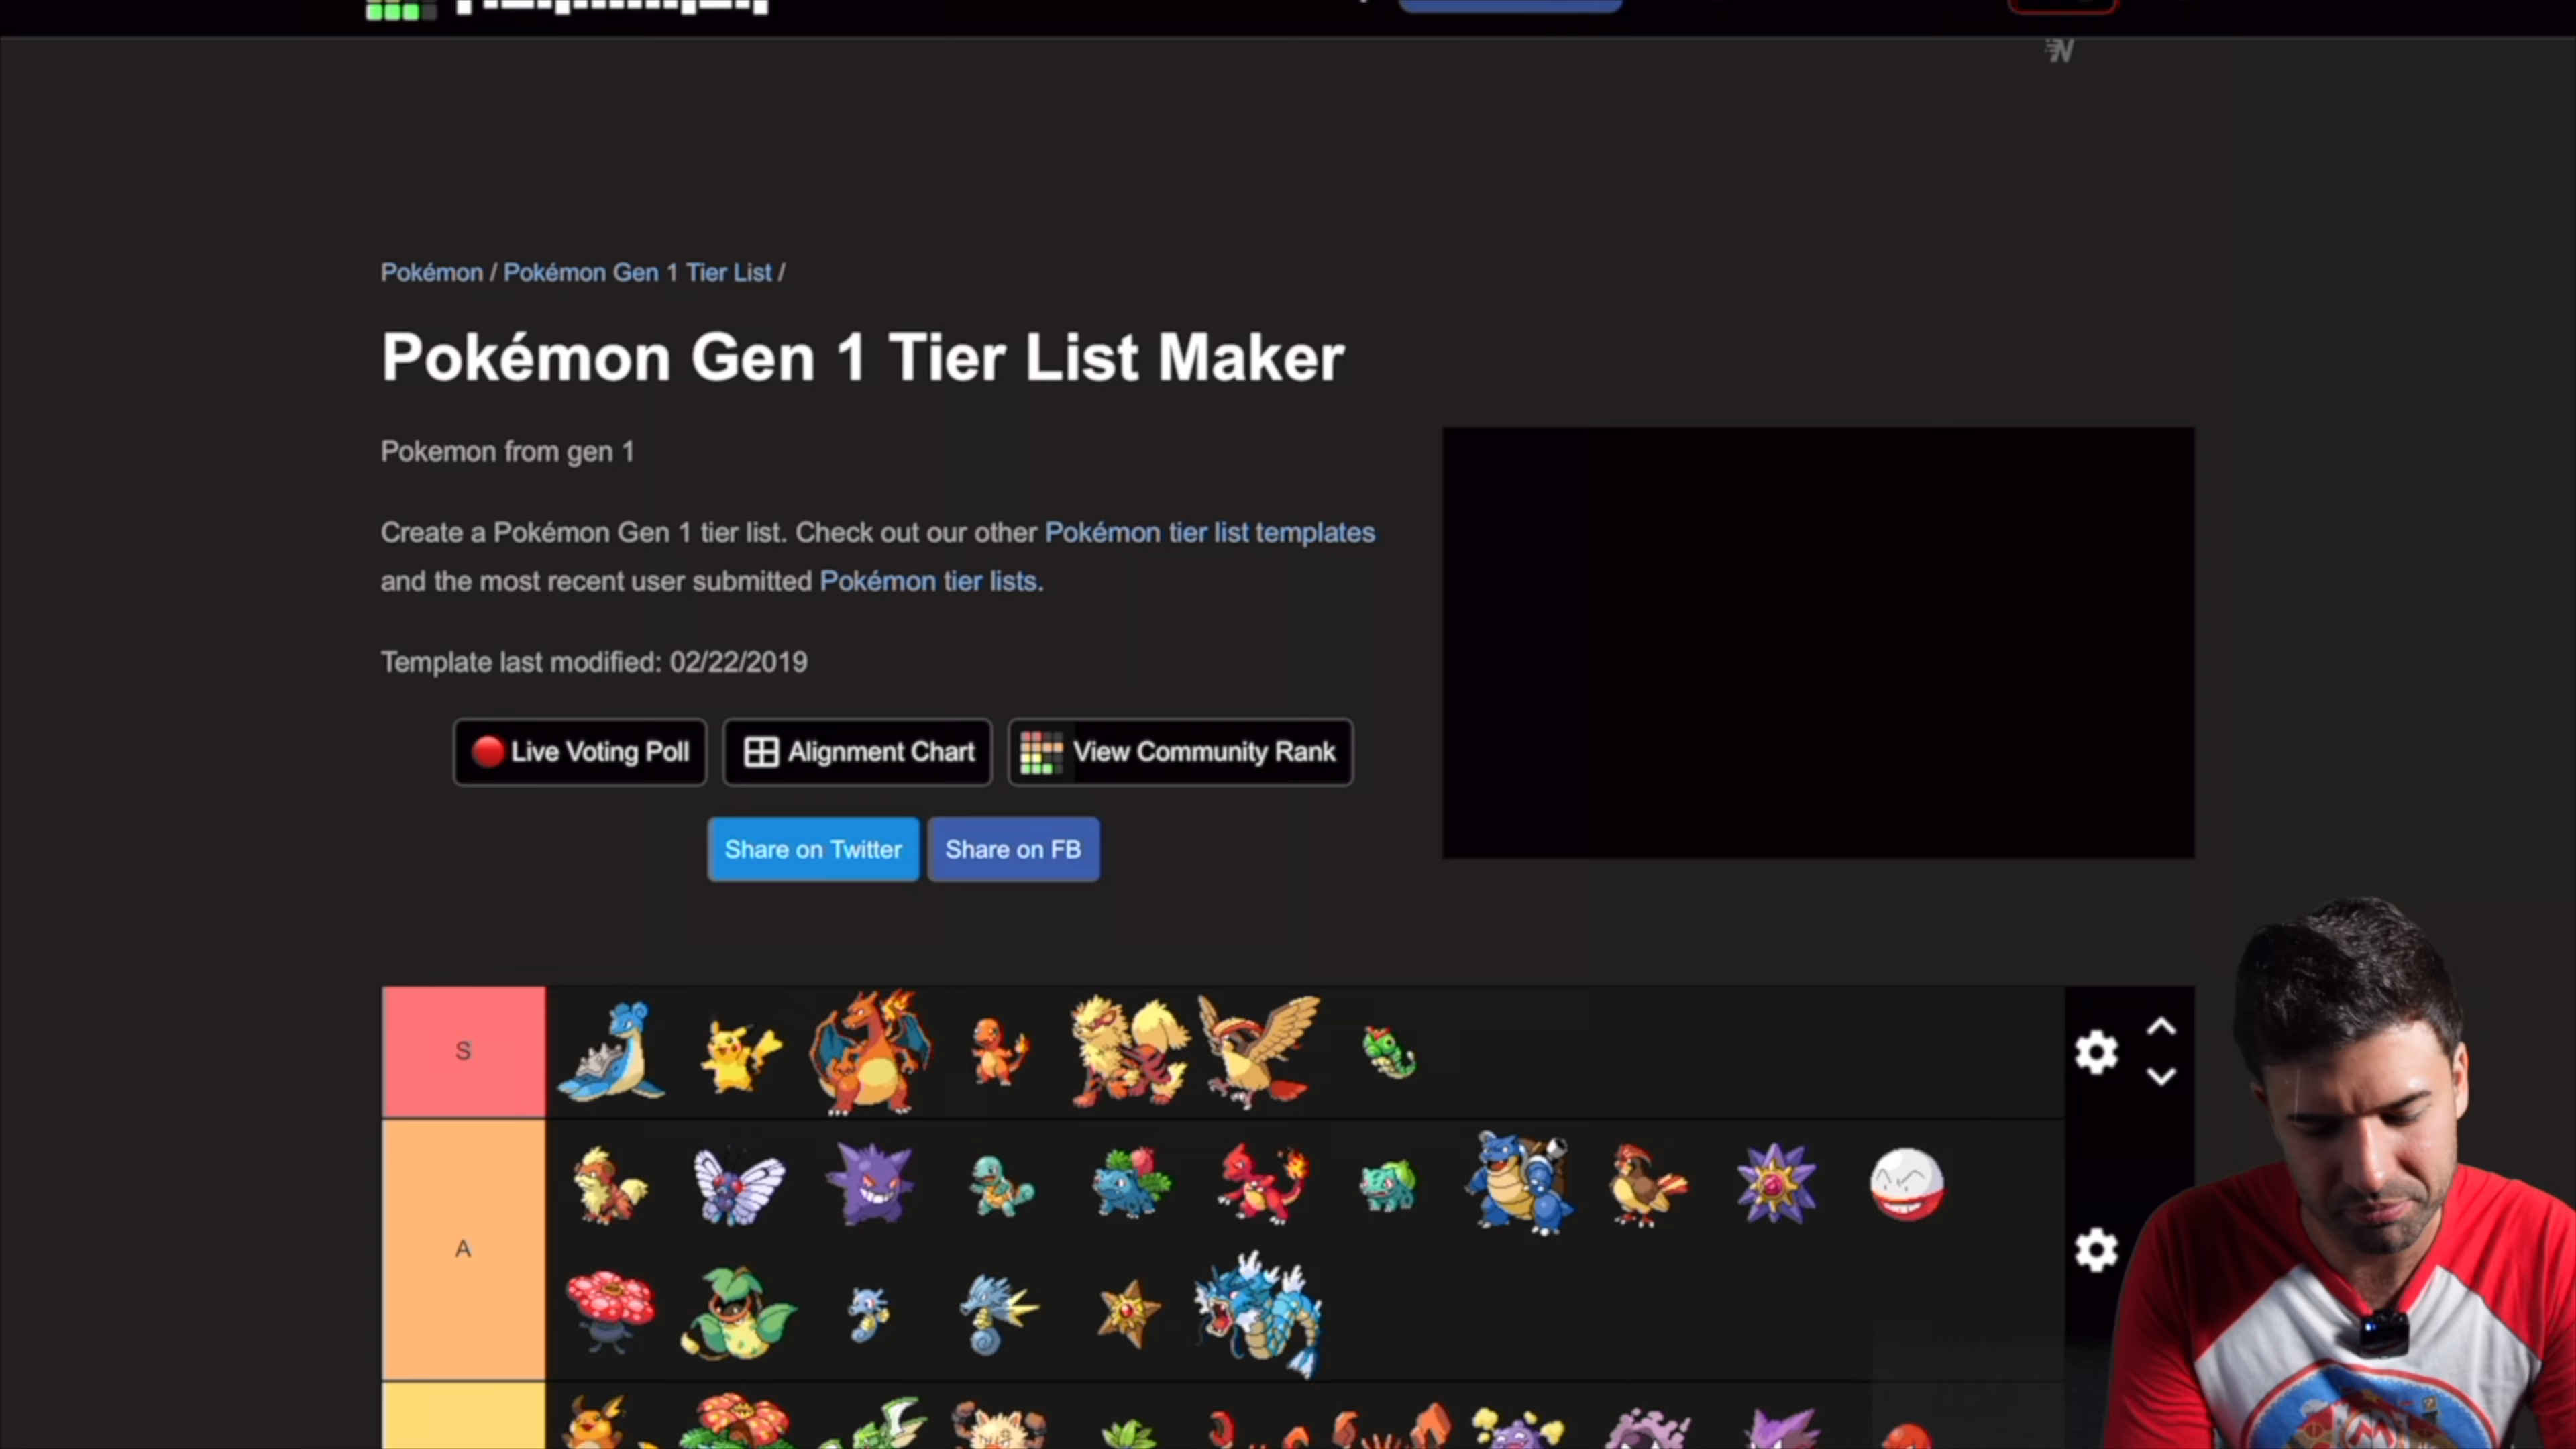 Pokémon / Pokémon Gen 1 Tier List /
Pokémon Gen 1 Tier List Maker
Pokemon from gen 1
Create a Pokémon Gen 1 tier list. Check out our other Pokémon tier list templates
and the most recent user submitted Pokémon tier lists.
Template last modified: 02/22/2019
Live Voting Poll
Alignment Chart
View Community Rank
Share on Twitter
Share on FB
S
A
M